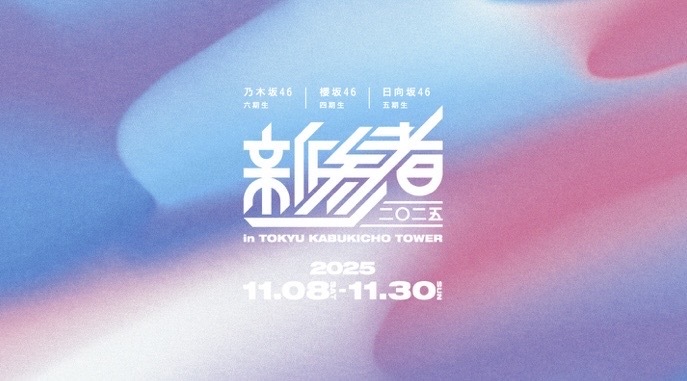 乃木坂46 | 櫻坂46 | 日向坂46
六期生 | 四期生 | 五期生
新参者
二〇二五
in TOKYU KABUKICHO TOWER
2025
11.08 SAT - 11.30 SUN